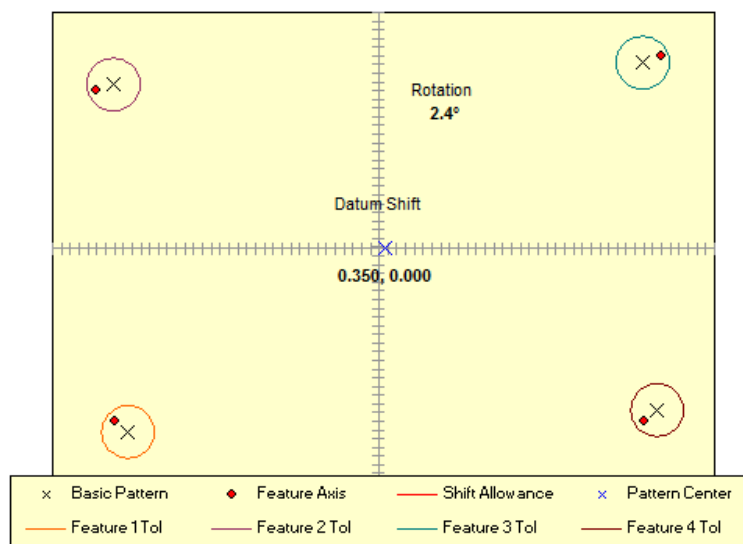 Rotation
2.4°
Datum Shift
0.350, 0.000
Basic Pattern Feature Axis Shift Allowance Pattern Center
Feature 1 Tol Feature 2 Tol Feature 3 Tol Feature 4 Tol